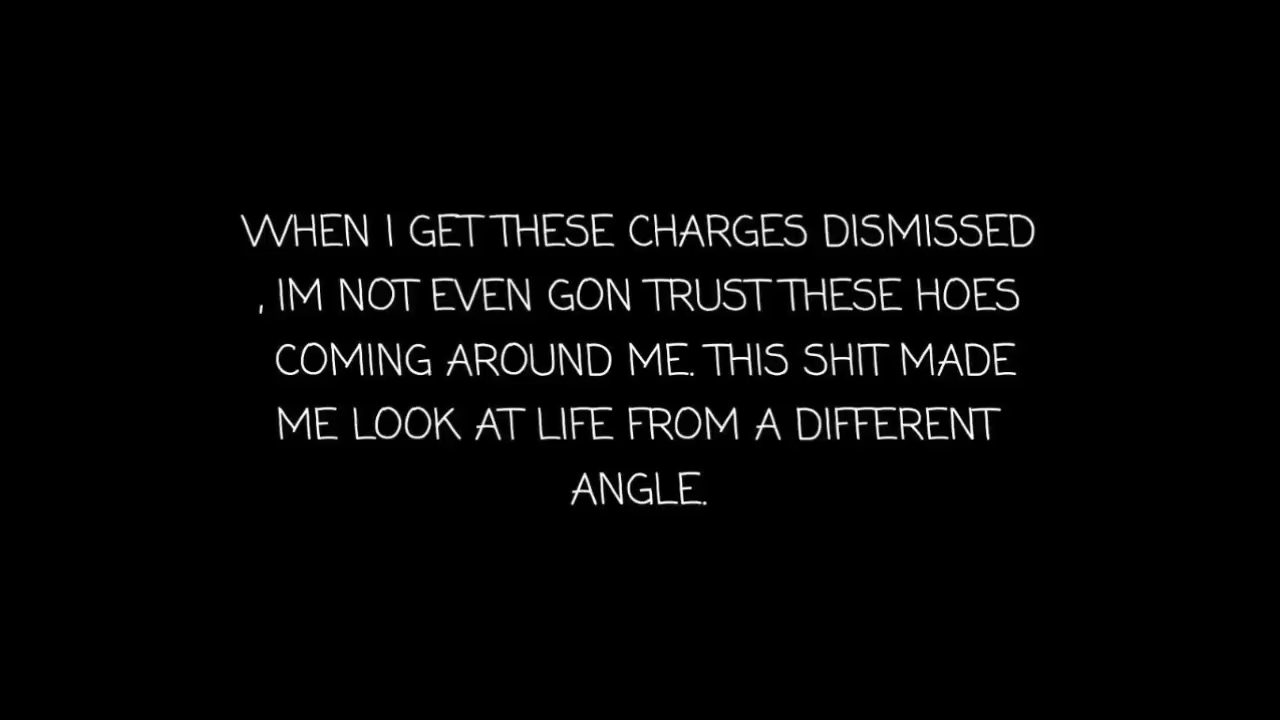 WHEN I GET THESE CHARGES DISMISSED
, IM NOT EVEN GON TRUST THESE HOES
COMING AROUND ME. THIS SHIT MADE
ME LOOK AT LIFE FROM A DIFFERENT
ANGLE.